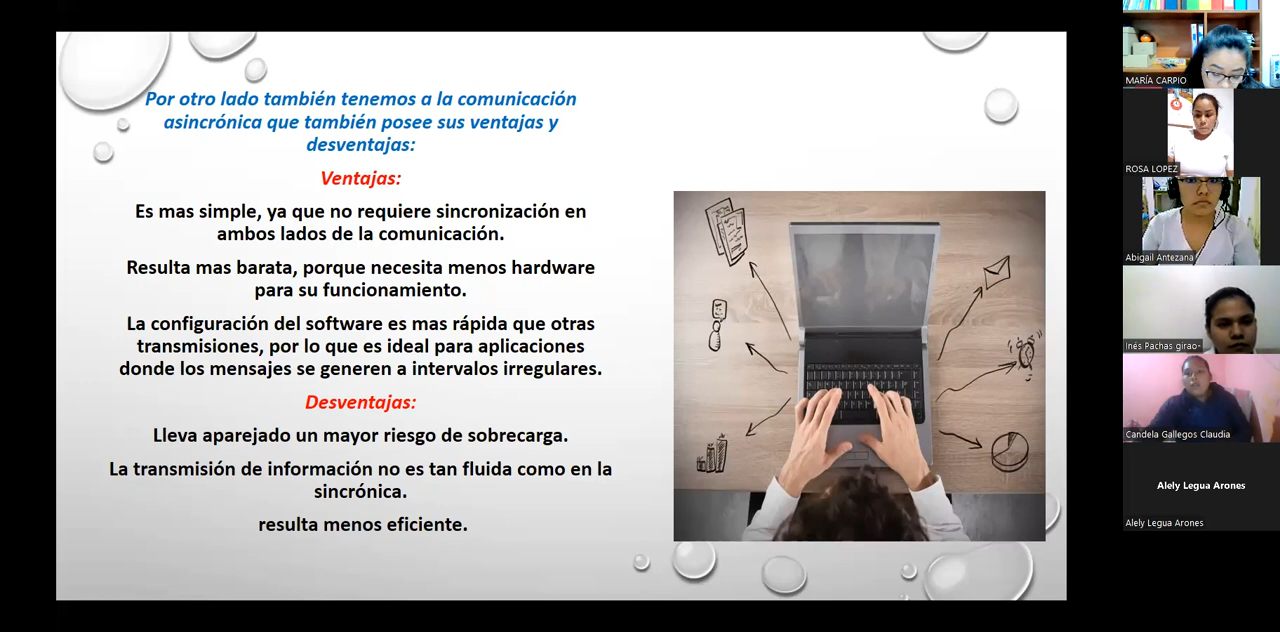 Por otro lado también tenemos a la comunicación
asincrónica que también posee sus ventajas y
desventajas:
Ventajas:
Es mas simple, ya que no requiere sincronización en
ambos lados de la comunicación.
Resulta mas barata, porque necesita menos hardware
para su funcionamiento.
La configuración del software es mas rápida que otras
transmisiones, por lo que es ideal para aplicaciones
donde los mensajes se generen a intervalos irregulares.
Desventajas:
Lleva aparejado un mayor riesgo de sobrecarga.
La transmisión de información no es tan fluida como en la
sincrónica.
resulta menos eficiente.
MARÍA CARPIO
ROSA LOPEZ
Abigail Antezana
Inés Pachas girao-
Candela Gallegos Claudia
Alely Legua Arones
Alely Legua Arones